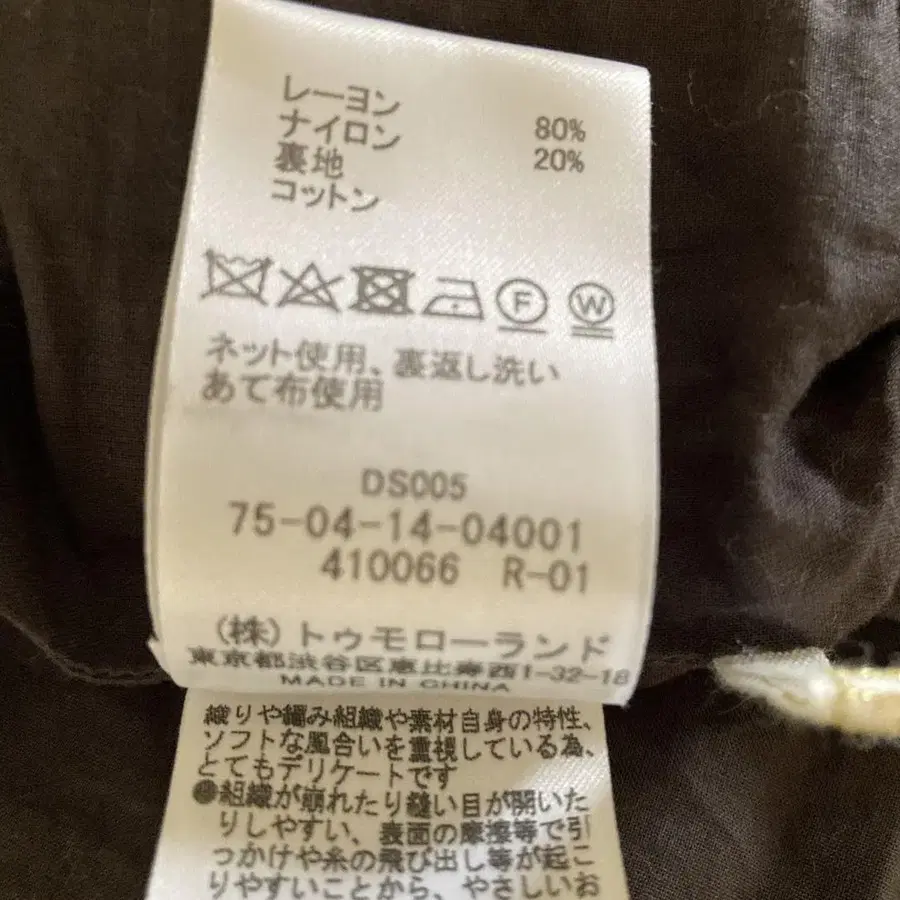 レーヨン 80%
ナイロン 20%
裏地
コットン
F W
ネット使用、裏返し洗い
あて布使用
DS005
75-04-14-04001
410066 R-01
(株)トゥモローランド
東京都渋谷区恵比寿西1-32-18
MADE IN CHINA
織りや編み組織や素材自身の特性、
ソフトな風合いを重視している為、
とてもデリケートです
●組織が崩れたり縫い目が開いた
りしやすい、表面の摩擦等で引
っかけや糸の飛び出し等が起こ
りやすいことから、やさしいお